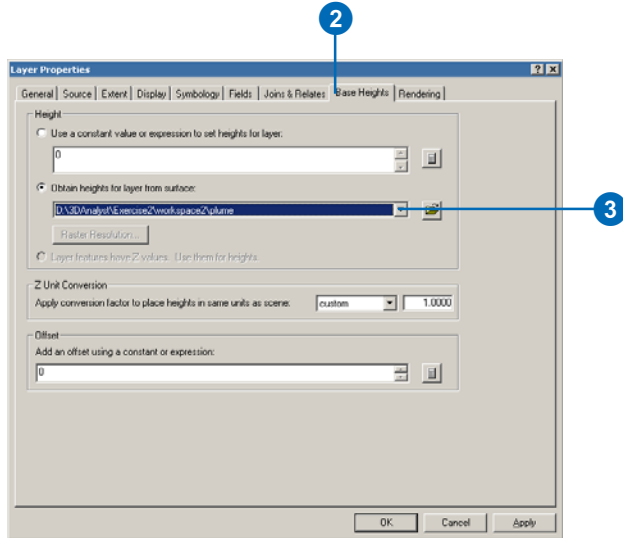 2
Layer Properties
General Source Extent Display Symbology Fields Joins & Relates Base Heights Rendering
Height
Use a constant value or expression to set heights for layer:
0
Obtain heights for layer from surface:
D:\3DAnalyst\Exercise2\workspace2\plume
3
Raster Resolution...
Layer features have Z values. Use them for heights.
Z Unit Conversion
Apply conversion factor to place heights in same units as scene: custom 1.0000
Offset
Add an offset using a constant or expression:
0
OK Cancel Apply